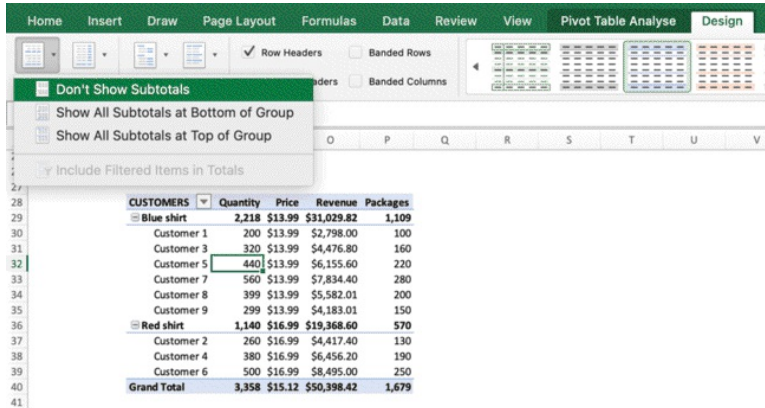 Home Insert Draw Page Layout Formulas Data Review View Pivot Table Analyse Design
Row Headers Banded Rows
aders Banded Columns
Don't Show Subtotals
Show All Subtotals at Bottom of Group
Show All Subtotals at Top of Group
Include Filtered Items in Totals
O P Q R S T U V
27
28 CUSTOMERS Quantity Price Revenue Packages
29 Blue shirt 2,218 $13.99 $31,029.82 1,109
30 Customer 1 200 $13.99 $2,798.00 100
31 Customer 3 320 $13.99 $4,476.80 160
32 Customer 5 440 $13.99 $6,155.60 220
33 Customer 7 560 $13.99 $7,834.40 280
34 Customer 8 399 $13.99 $5,582.01 200
35 Customer 9 299 $13.99 $4,183.01 150
36 Red shirt 1,140 $16.99 $19,368.60 570
37 Customer 2 260 $16.99 $4,417.40 130
38 Customer 4 380 $16.99 $6,456.20 190
39 Customer 6 500 $16.99 $8,495.00 250
40 Grand Total 3,358 $15.12 $50,398.42 1,679
41